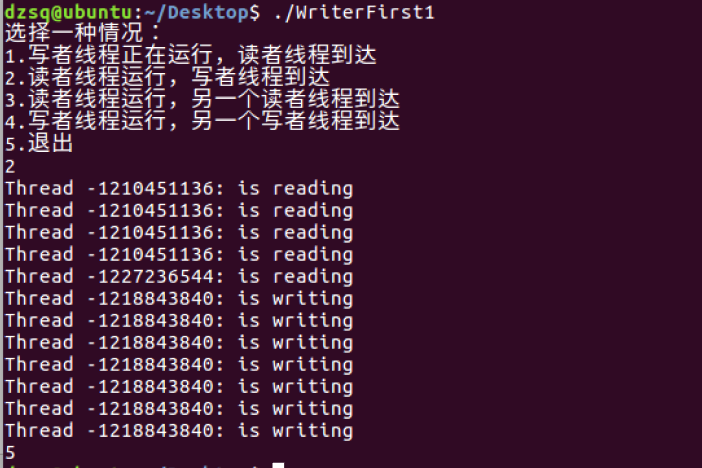 dzsq@ubuntu:~/Desktop$ ./WriterFirst1
选择一种情况：
1.写者线程正在运行，读者线程到达
2.读者线程运行，写者线程到达
3.读者线程运行，另一个读者线程到达
4.写者线程运行，另一个写者线程到达
5.退出
2
Thread -1210451136: is reading
Thread -1210451136: is reading
Thread -1210451136: is reading
Thread -1210451136: is reading
Thread -1227236544: is reading
Thread -1218843840: is writing
Thread -1218843840: is writing
Thread -1218843840: is writing
Thread -1218843840: is writing
Thread -1218843840: is writing
Thread -1218843840: is writing
Thread -1218843840: is writing
5